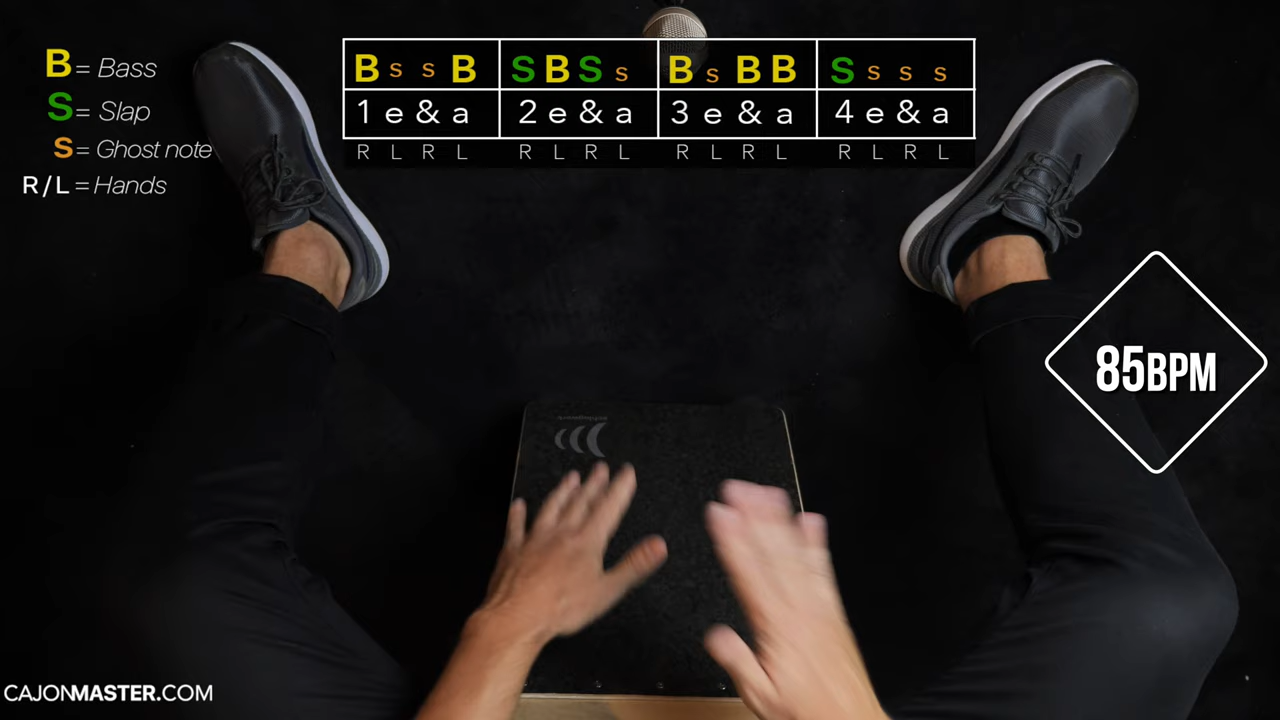 B = Bass
S = Slap
s = Ghost note
R/L = Hands
B s s B S B S s B s B B S s s s
1 e & a 2 e & a 3 e & a 4 e & a
R L R L R L R L R L R L R L R L
85BPM
CAJONMASTER.COM